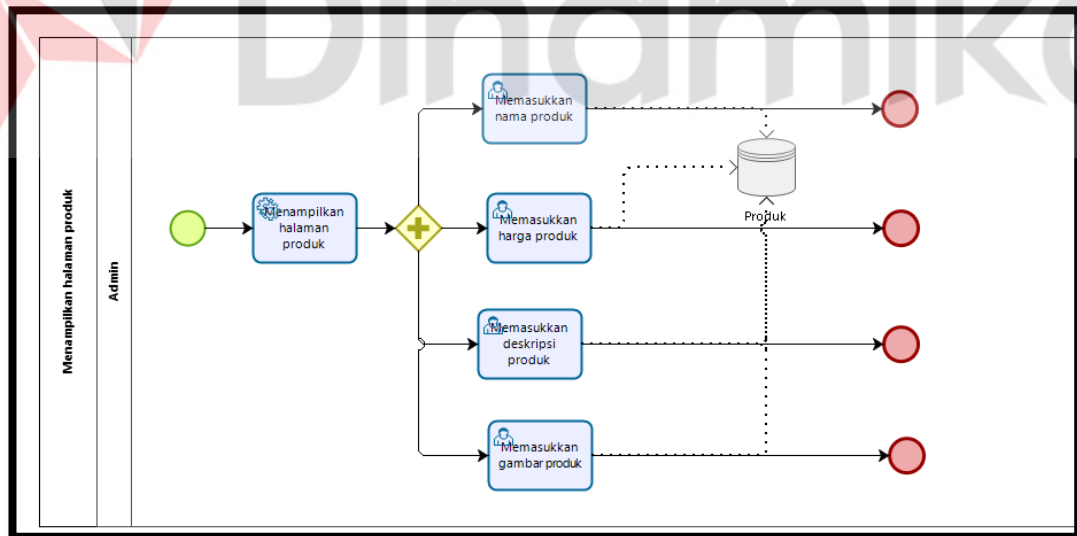 Dinamika
Menampilkan halaman produk
Admin
Menampilkan
halaman
produk
Memasukkan
nama produk
Memasukkan
harga produk
Memasukkan
deskripsi
produk
Memasukkan
gambar produk
Produk